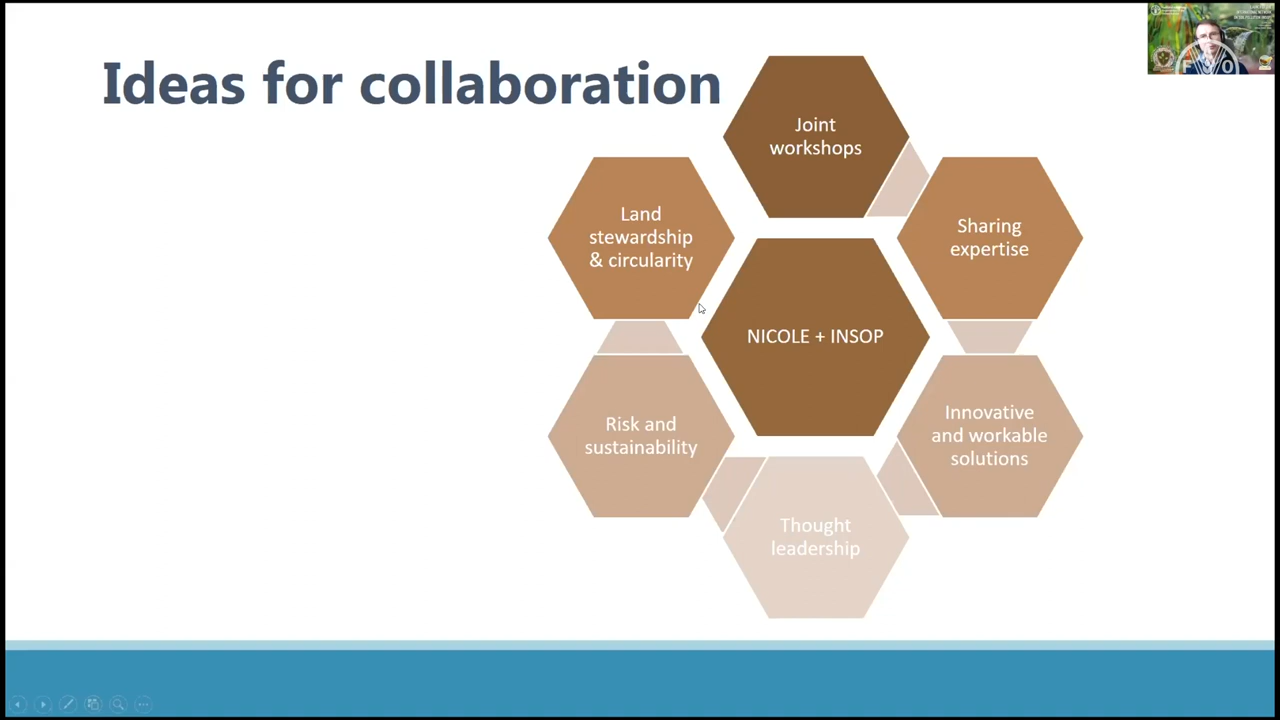 Ideas for collaboration
Joint
workshops
Sharing
expertise
Innovative
and workable
solutions
Thought
leadership
Risk and
sustainability
Land
stewardship
& circularity
NICOLE + INSOP